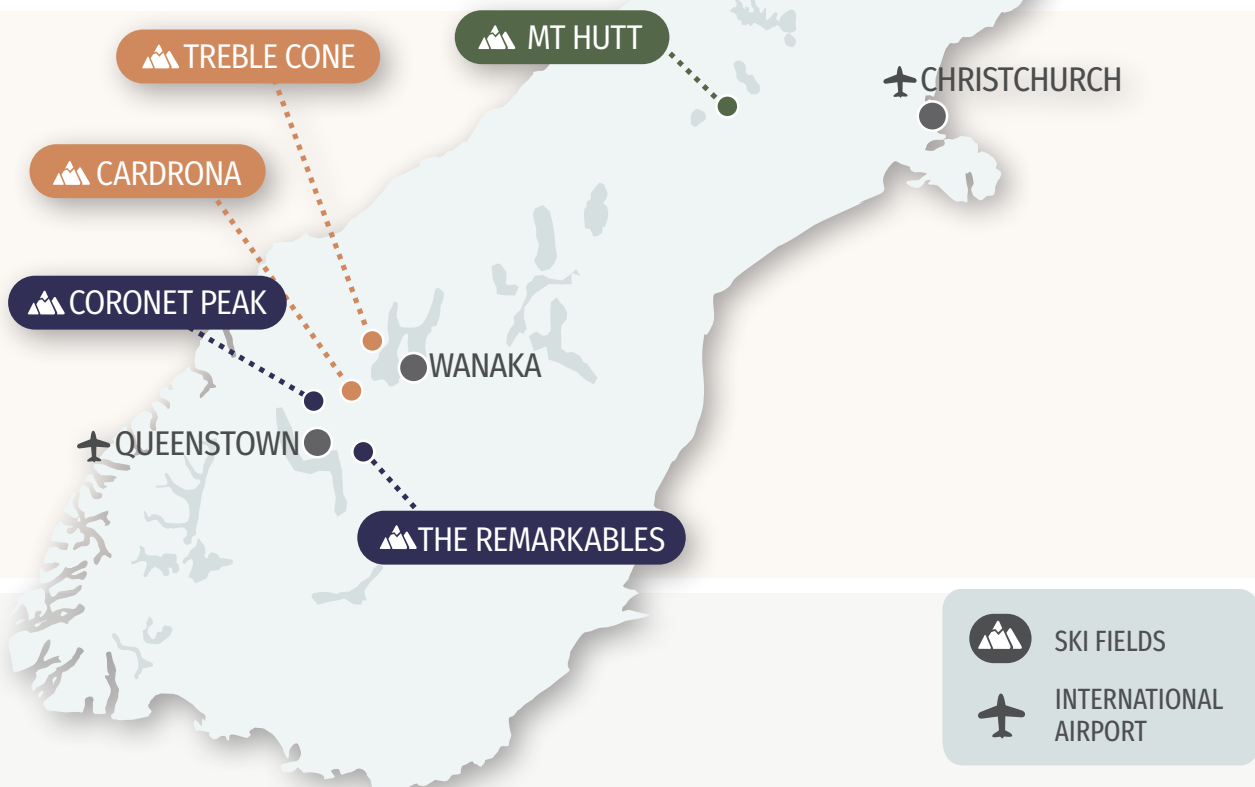 MT HUTT
TREBLE CONE
CHRISTCHURCH
CARDRONA
CORONET PEAK
WANAKA
QUEENSTOWN
THE REMARKABLES
SKI FIELDS
INTERNATIONAL
AIRPORT